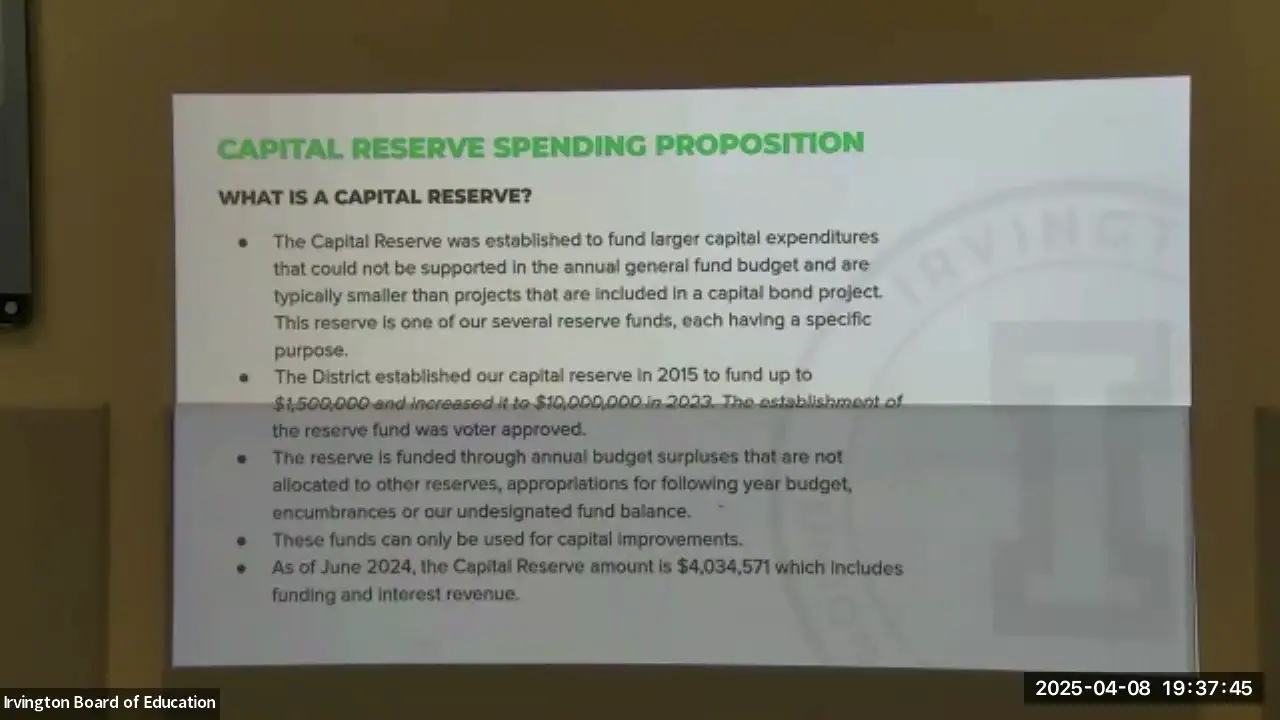 CAPITAL RESERVE SPENDING PROPOSITION
WHAT IS A CAPITAL RESERVE?
● The Capital Reserve was established to fund larger capital expenditures
that could not be supported in the annual general fund budget and are
typically smaller than projects that are included in a capital bond project.
This reserve is one of our several reserve funds, each having a specific
purpose.
● The District established our capital reserve in 2015 to fund up to
$1,500,000 and increased it to $10,000,000 in 2023. The establishment of
the reserve fund was voter approved.
● The reserve is funded through annual budget surpluses that are not
allocated to other reserves, appropriations for following year budget,
encumbrances or our undesignated fund balance.
● These funds can only be used for capital improvements.
● As of June 2024, the Capital Reserve amount is $4,034,571 which includes
funding and interest revenue.
IRVINGT
I
Irvington Board of Education
2025-04-08 19:37:45